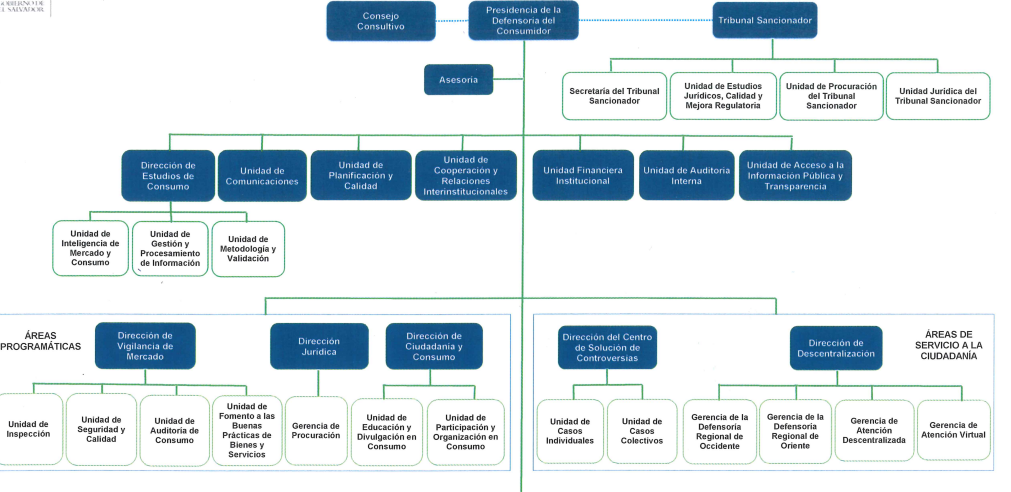 GOBIERNO DE
EL SALVADOR
Consejo
Consultivo
Presidencia de la
Defensoría del
Consumidor
Tribunal Sancionador
Asesoría
Secretaria del Tribunal
Sancionador
Unidad de Estudios
Jurídicos, Calidad y
Mejora Regulatoria
Unidad de Procuración
del Tribunal
Sancionador
Unidad Jurídica del
Tribunal Sancionador
Dirección de
Estudios de
Consumo
Unidad de
Comunicaciones
Unidad de
Planificación y
Calidad
Unidad de
Cooperación y
Relaciones
Interinstitucionales
Unidad Financiera
Institucional
Unidad de Auditoria
Interna
Unidad de Acceso a la
Información Pública y
Transparencia
Unidad de
Inteligencia de
Mercado y
Consumo
Unidad de
Gestión y
Procesamiento
de Información
Unidad de
Metodología y
Validación
ÁREAS
PROGRAMÁTICAS
Dirección de
Vigilancia de
Mercado
Dirección
Jurídica
Dirección de
Ciudadanía y
Consumo
Dirección del Centro
de Solución de
Controversias
Dirección de
Descentralización
ÁREAS DE
SERVICIO A LA
CIUDADANÍA
Unidad de
Inspección
Unidad de
Seguridad y
Calidad
Unidad de
Auditoria de
Consumo
Unidad de
Fomento a las
Buenas
Prácticas de
Bienes y
Servicios
Gerencia de
Procuración
Unidad de
Educación y
Divulgación en
Consumo
Unidad de
Participación y
Organización en
Consumo
Unidad de
Casos
Individuales
Unidad de
Casos
Colectivos
Gerencia de la
Defensoría
Regional de
Occidente
Gerencia de la
Defensoría
Regional de
Oriente
Gerencia de
Atención
Descentralizada
Gerencia de
Atención Virtual